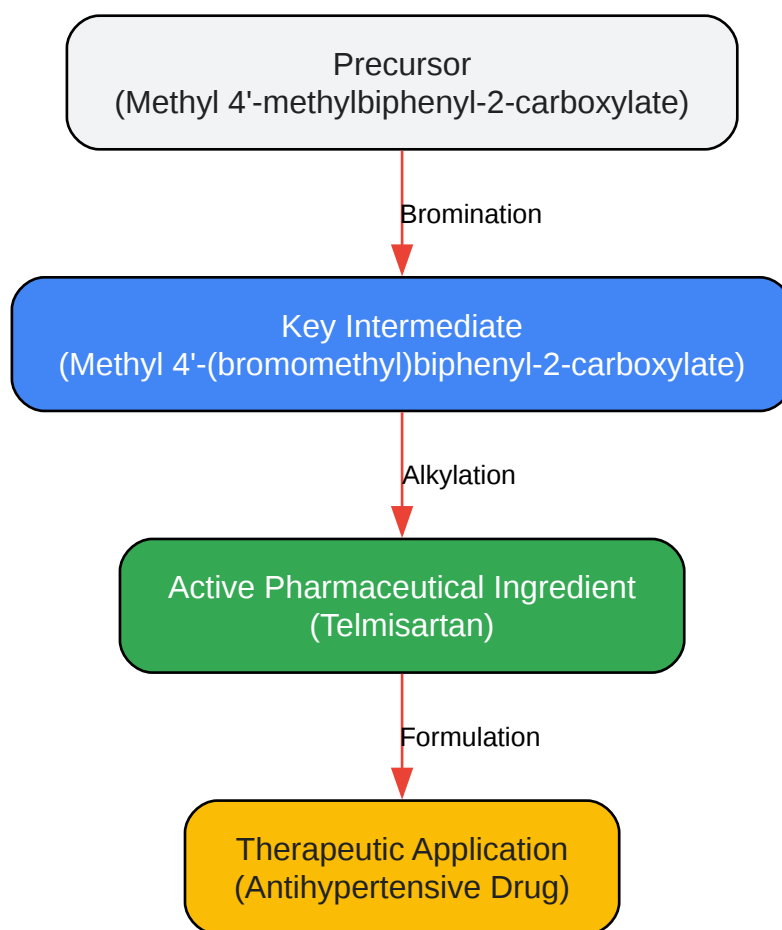 Precursor
(Methyl 4'-methylbiphenyl-2-carboxylate)
Bromination
Key Intermediate
(Methyl 4'-(bromomethyl)biphenyl-2-carboxylate)
Alkylation
Active Pharmaceutical Ingredient
(Telmisartan)
Formulation
Therapeutic Application
(Antihypertensive Drug)